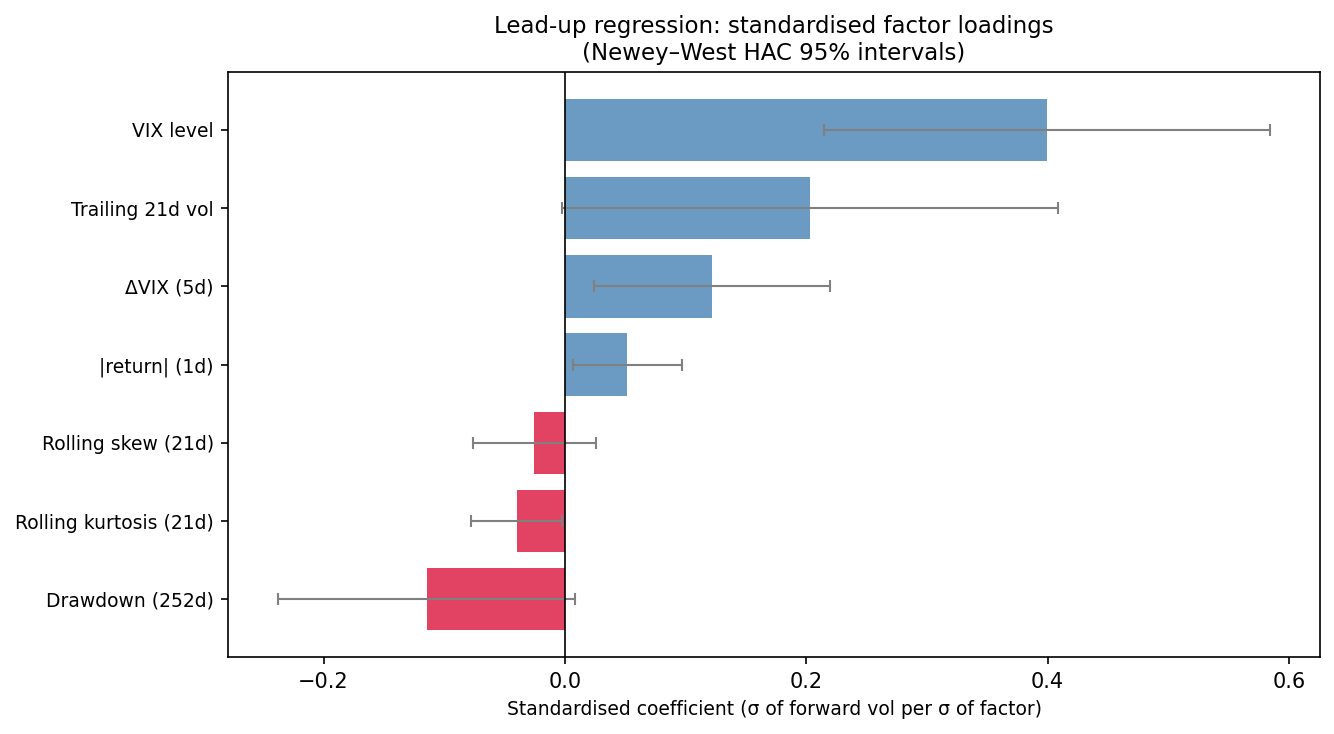 Lead-up regression: standardised factor loadings
(Newey–West HAC 95% intervals)
VIX level
Trailing 21d vol
ΔVIX (5d)
|return| (1d)
Rolling skew (21d)
Rolling kurtosis (21d)
Drawdown (252d)
−0.2 0.0 0.2 0.4 0.6
Standardised coefficient (σ of forward vol per σ of factor)